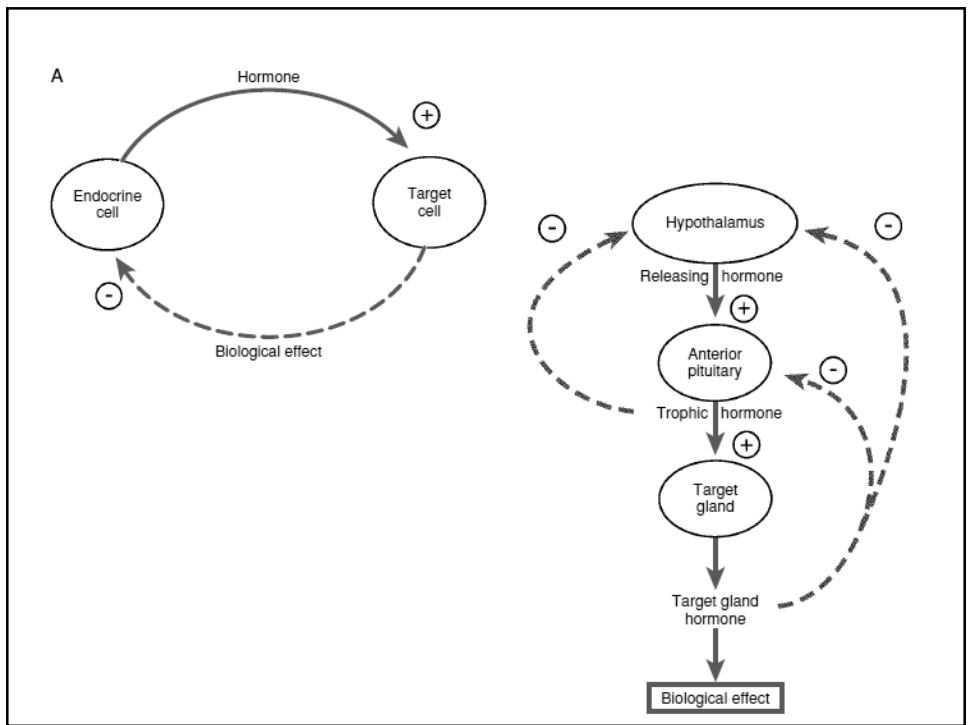 A
Hormone
+
Endocrine
cell
Target
cell
-
Biological effect
Hypothalamus
-
-
Releasing hormone
+
Anterior
pituitary
-
Trophic hormone
+
Target
gland
Target gland
hormone
Biological effect